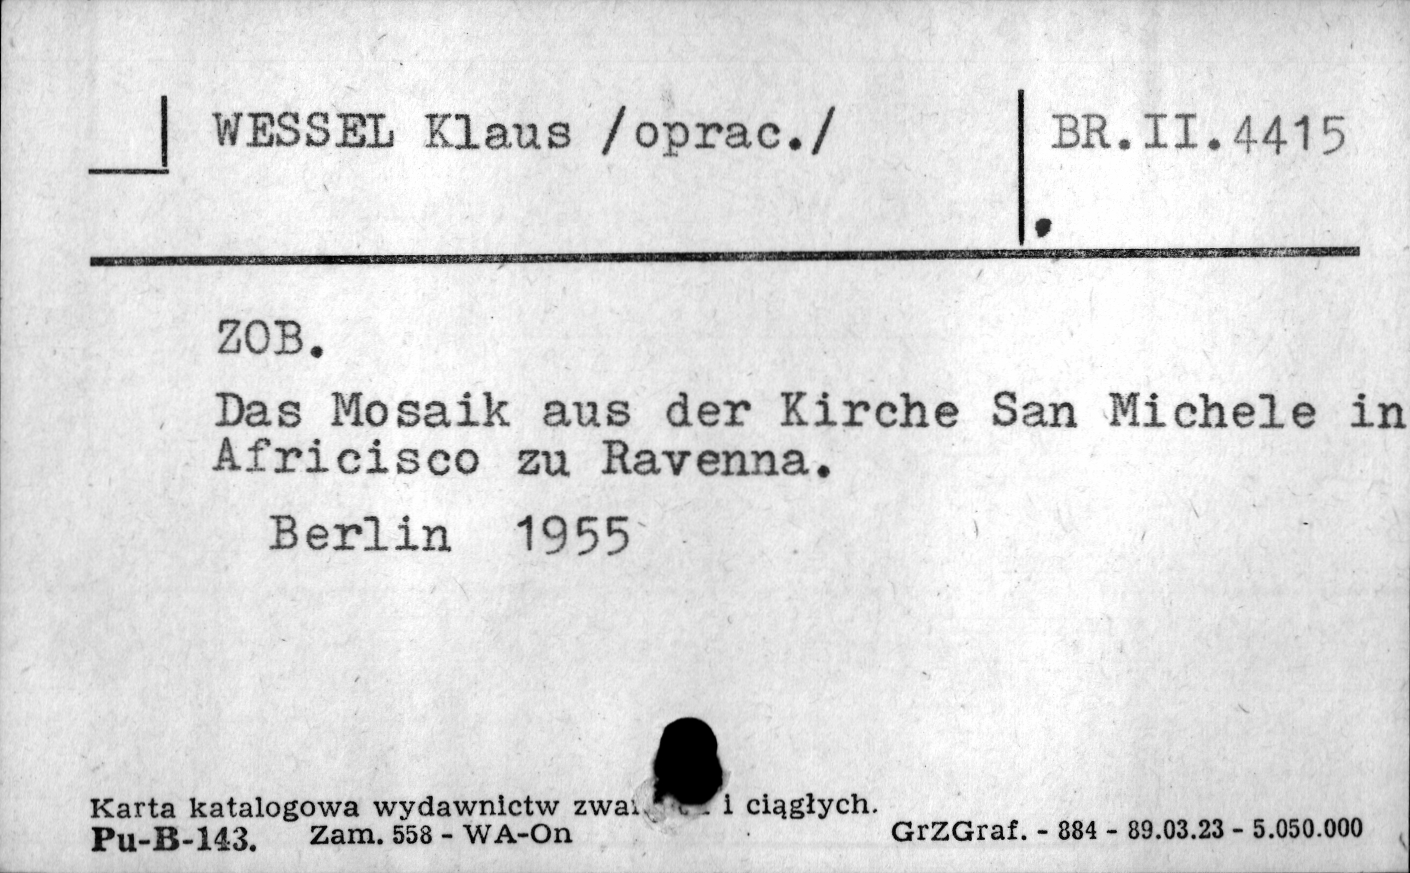 WESSEL Klaus /oprac./
BR.II.4415
ZOB.
Das Mosaik aus der Kirche San Michele in
Africisco zu Ravenna.
Berlin 1955
Karta katalogowa wydawnictw i ciągłych.
Pu-B-143. Zam. 558 - WA-On
GrZGraf. - 884 - 89.03.23 - 5.050.000